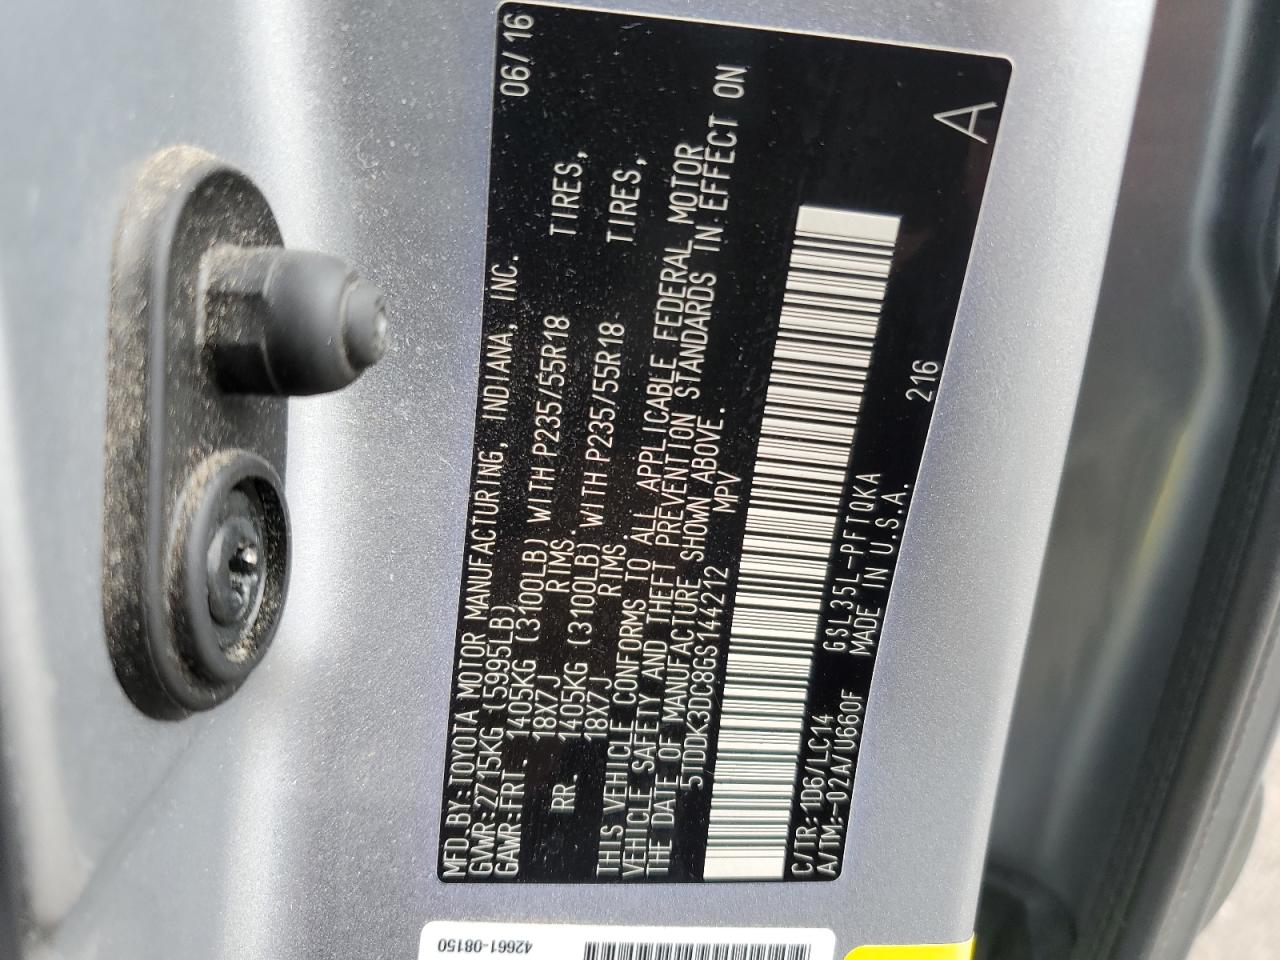 MFD.BY:TOYOTA MOTOR MANUFACTURING, INDIANA, INC. 06/16
GVWR:2715KG (5995LB)
GAWR:FRT. 1405KG (3100LB) WITH P235/55R18 TIRES,
18X7J RIMS.
RR. 1405KG (3100LB) WITH P235/55R18 TIRES,
18X7J RIMS.
THIS VEHICLE CONFORMS TO ALL APPLICABLE FEDERAL MOTOR
VEHICLE SAFETY AND THEFT PREVENTION STANDARDS IN EFFECT ON
THE DATE OF MANUFACTURE SHOWN ABOVE.
5TDDK3DC8GS144212 MPV
C/TR:1D6/LC14 GSL35L-PFTQKA 216 A
A/TM:-02A/U660F MADE IN U.S.A.
42661-08150